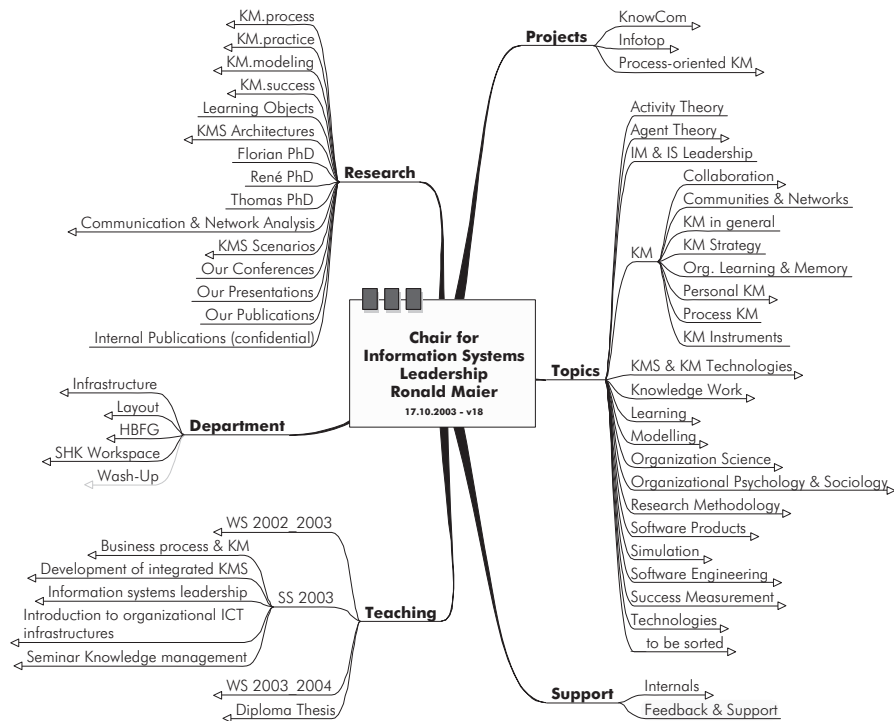 Chair for
Information Systems
Leadership
Ronald Maier
17.10.2003 - v18
Research
KM.process
KM.practice
KM.modeling
KM.success
Learning Objects
KMS Architectures
Florian PhD
René PhD
Thomas PhD
Communication & Network Analysis
KMS Scenarios
Our Conferences
Our Presentations
Our Publications
Internal Publications (confidential)
Department
Infrastructure
Layout
HBFG
SHK Workspace
Wash-Up
Teaching
WS 2002_2003
SS 2003
Business process & KM
Development of integrated KMS
Information systems leadership
Introduction to organizational ICT
infrastructures
Seminar Knowledge management
WS 2003_2004
Diploma Thesis
Projects
KnowCom
Infotop
Process-oriented KM
Topics
Activity Theory
Agent Theory
IM & IS Leadership
KM
Collaboration
Communities & Networks
KM in general
KM Strategy
Org. Learning & Memory
Personal KM
Process KM
KM Instruments
KMS & KM Technologies
Knowledge Work
Learning
Modelling
Organization Science
Organizational Psychology & Sociology
Research Methodology
Software Products
Simulation
Software Engineering
Success Measurement
Technologies
to be sorted
Support
Internals
Feedback & Support